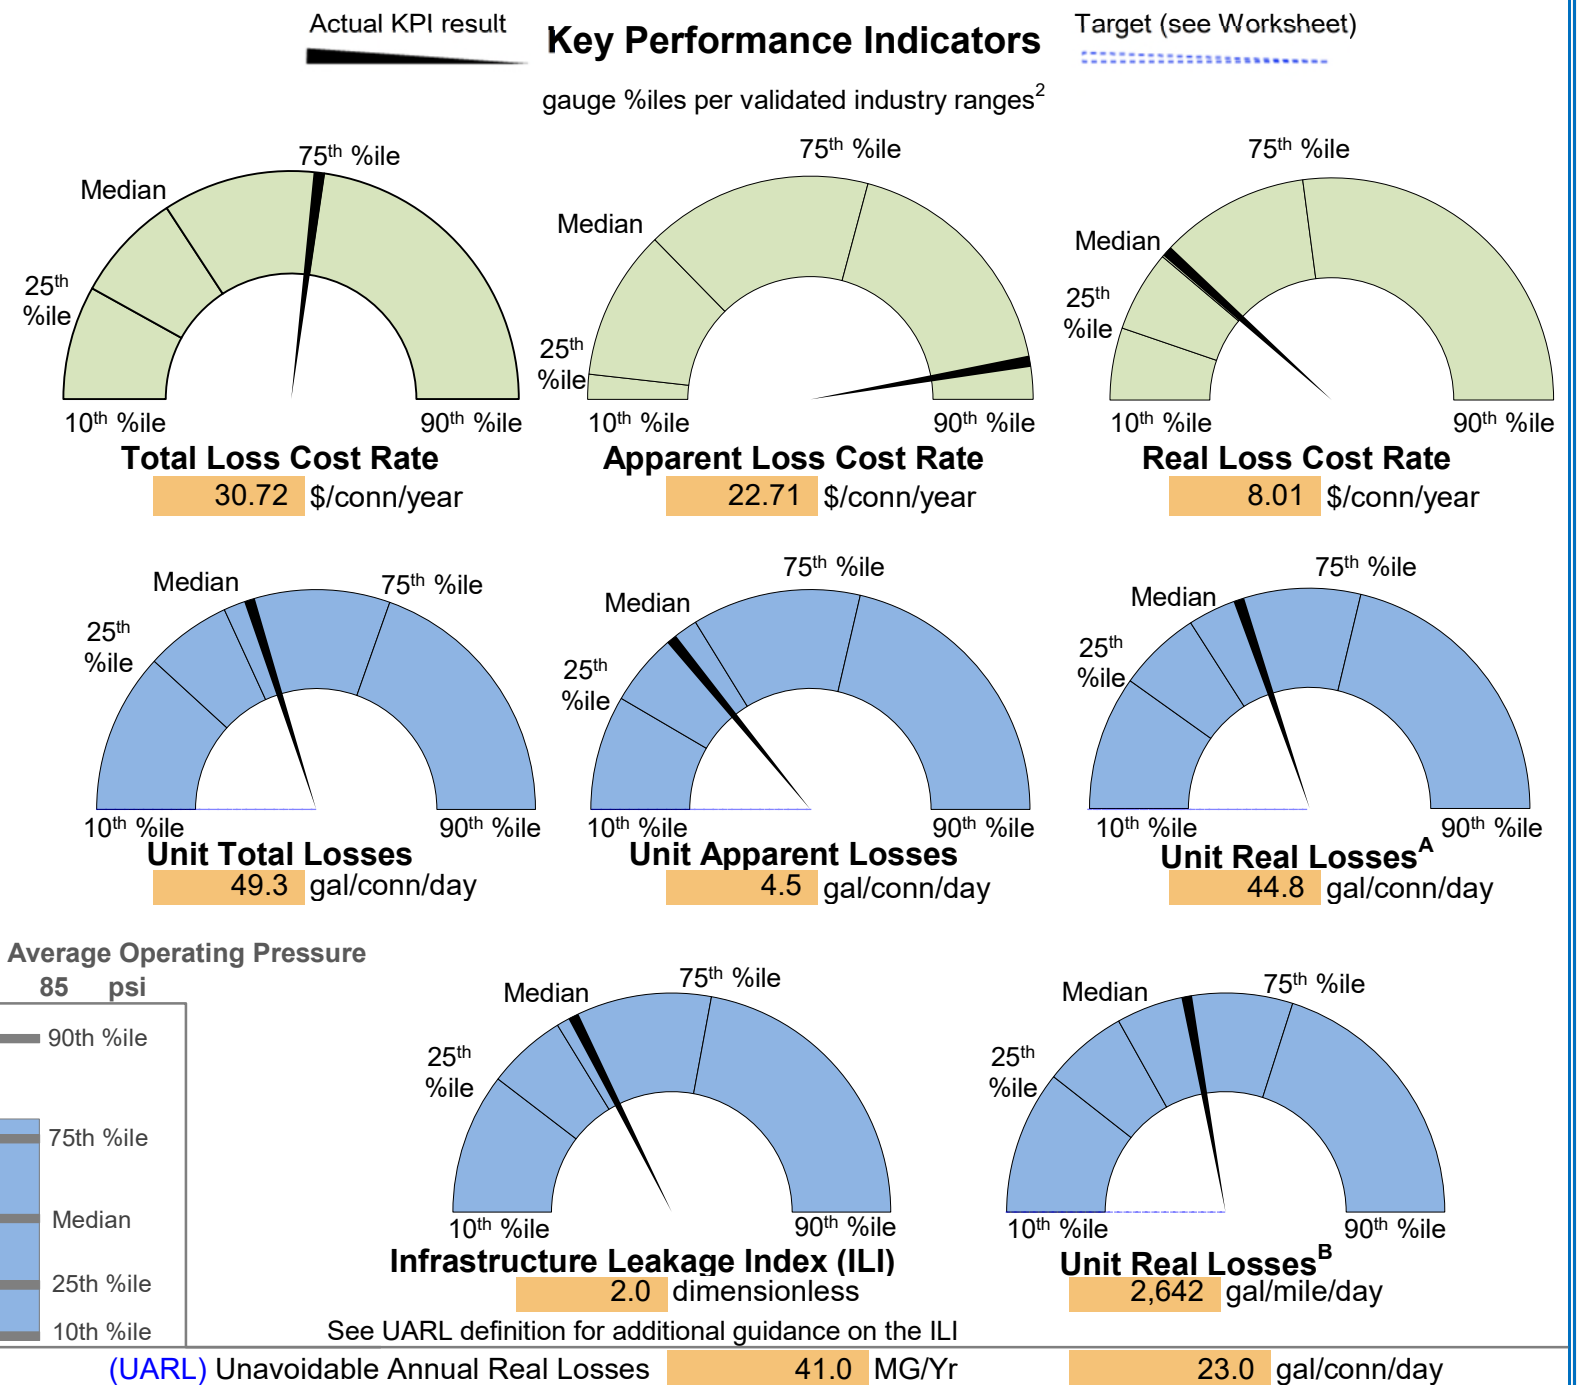 Actual KPI result
Key Performance Indicators
Target (see Worksheet)
gauge %iles per validated industry ranges2
75th %ile
Median
25th
%ile
10th %ile
90th %ile
Total Loss Cost Rate
30.72 $/conn/year
75th %ile
Median
25th
%ile
10th %ile
90th %ile
Apparent Loss Cost Rate
22.71 $/conn/year
75th %ile
Median
25th
%ile
10th %ile
90th %ile
Real Loss Cost Rate
8.01 $/conn/year
Median
75th %ile
25th
%ile
10th %ile
90th %ile
Unit Total Losses
49.3 gal/conn/day
75th %ile
Median
25th
%ile
10th %ile
90th %ile
Unit Apparent Losses
4.5 gal/conn/day
75th %ile
Median
25th
%ile
10th %ile
90th %ile
Unit Real LossesA
44.8 gal/conn/day
Average Operating Pressure
85 psi
90th %ile
75th %ile
Median
25th %ile
10th %ile
75th %ile
Median
25th
%ile
10th %ile
90th %ile
Infrastructure Leakage Index (ILI)
2.0 dimensionless
See UARL definition for additional guidance on the ILI
75th %ile
Median
25th
%ile
10th %ile
90th %ile
Unit Real LossesB
2,642 gal/mile/day
(UARL) Unavoidable Annual Real Losses 41.0 MG/Yr 23.0 gal/conn/day